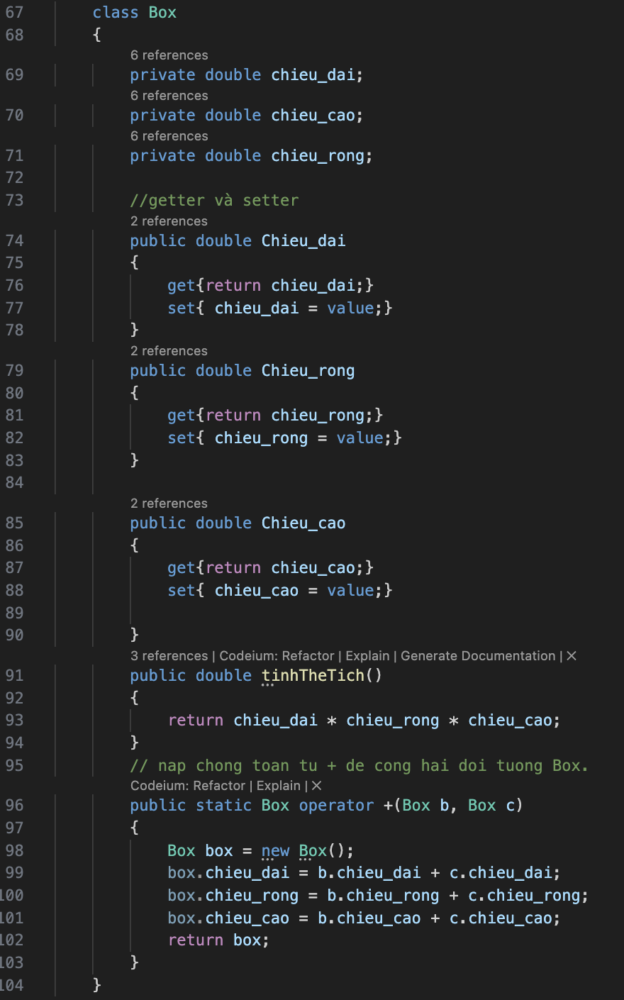 67 class Box
68 {
6 references
69 private double chieu_dai;
6 references
70 private double chieu_cao;
6 references
71 private double chieu_rong;
72
73 //getter và setter
2 references
74 public double Chieu_dai
75 {
76 get{return chieu_dai;}
77 set{ chieu_dai = value;}
78 }
2 references
79 public double Chieu_rong
80 {
81 get{return chieu_rong;}
82 set{ chieu_rong = value;}
83 }
84
2 references
85 public double Chieu_cao
86 {
87 get{return chieu_cao;}
88 set{ chieu_cao = value;}
89
90 }
3 references | Codeium: Refactor | Explain | Generate Documentation | ×
91 public double tinhTheTich()
92 {
93 return chieu_dai * chieu_rong * chieu_cao;
94 }
95 // nap chong toan tu + de cong hai doi tuong Box.
Codeium: Refactor | Explain | ×
96 public static Box operator +(Box b, Box c)
97 {
98 Box box = new Box();
99 box.chieu_dai = b.chieu_dai + c.chieu_dai;
100 box.chieu_rong = b.chieu_rong + c.chieu_rong;
101 box.chieu_cao = b.chieu_cao + c.chieu_cao;
102 return box;
103 }
104 }